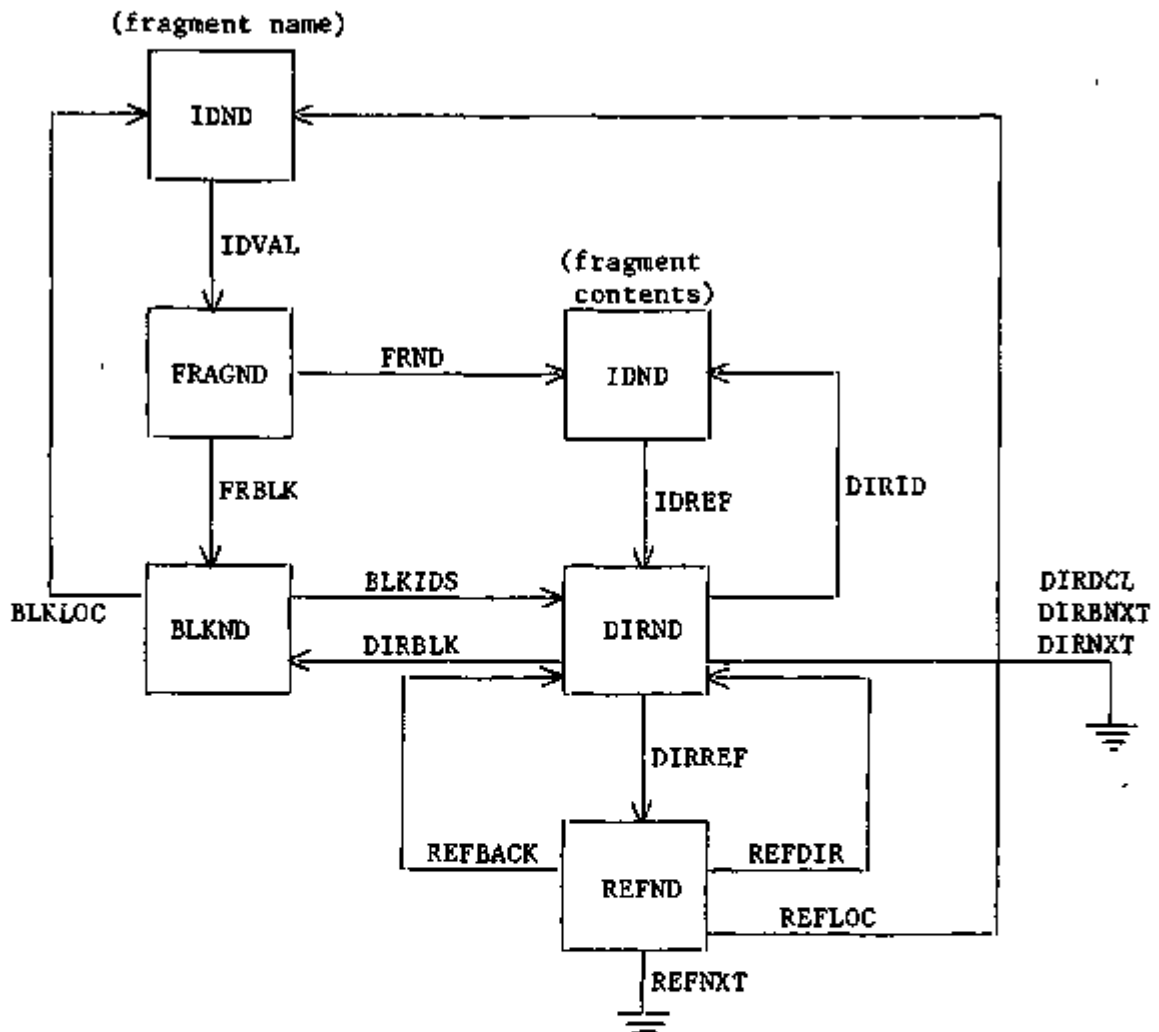 (fragment name)
IDND
IDVAL
(fragment
contents)
FRAGND
FRND
IDND
FRBLK
IDREF
DIRID
BLKIDS
BLKLOC
BLKND
DIRBLK
DIRND
DIRDCL
DIRBNXT
DIRNXT
DIRREF
REFBACK
REFND
REFDIR
REFLOC
REFNXT